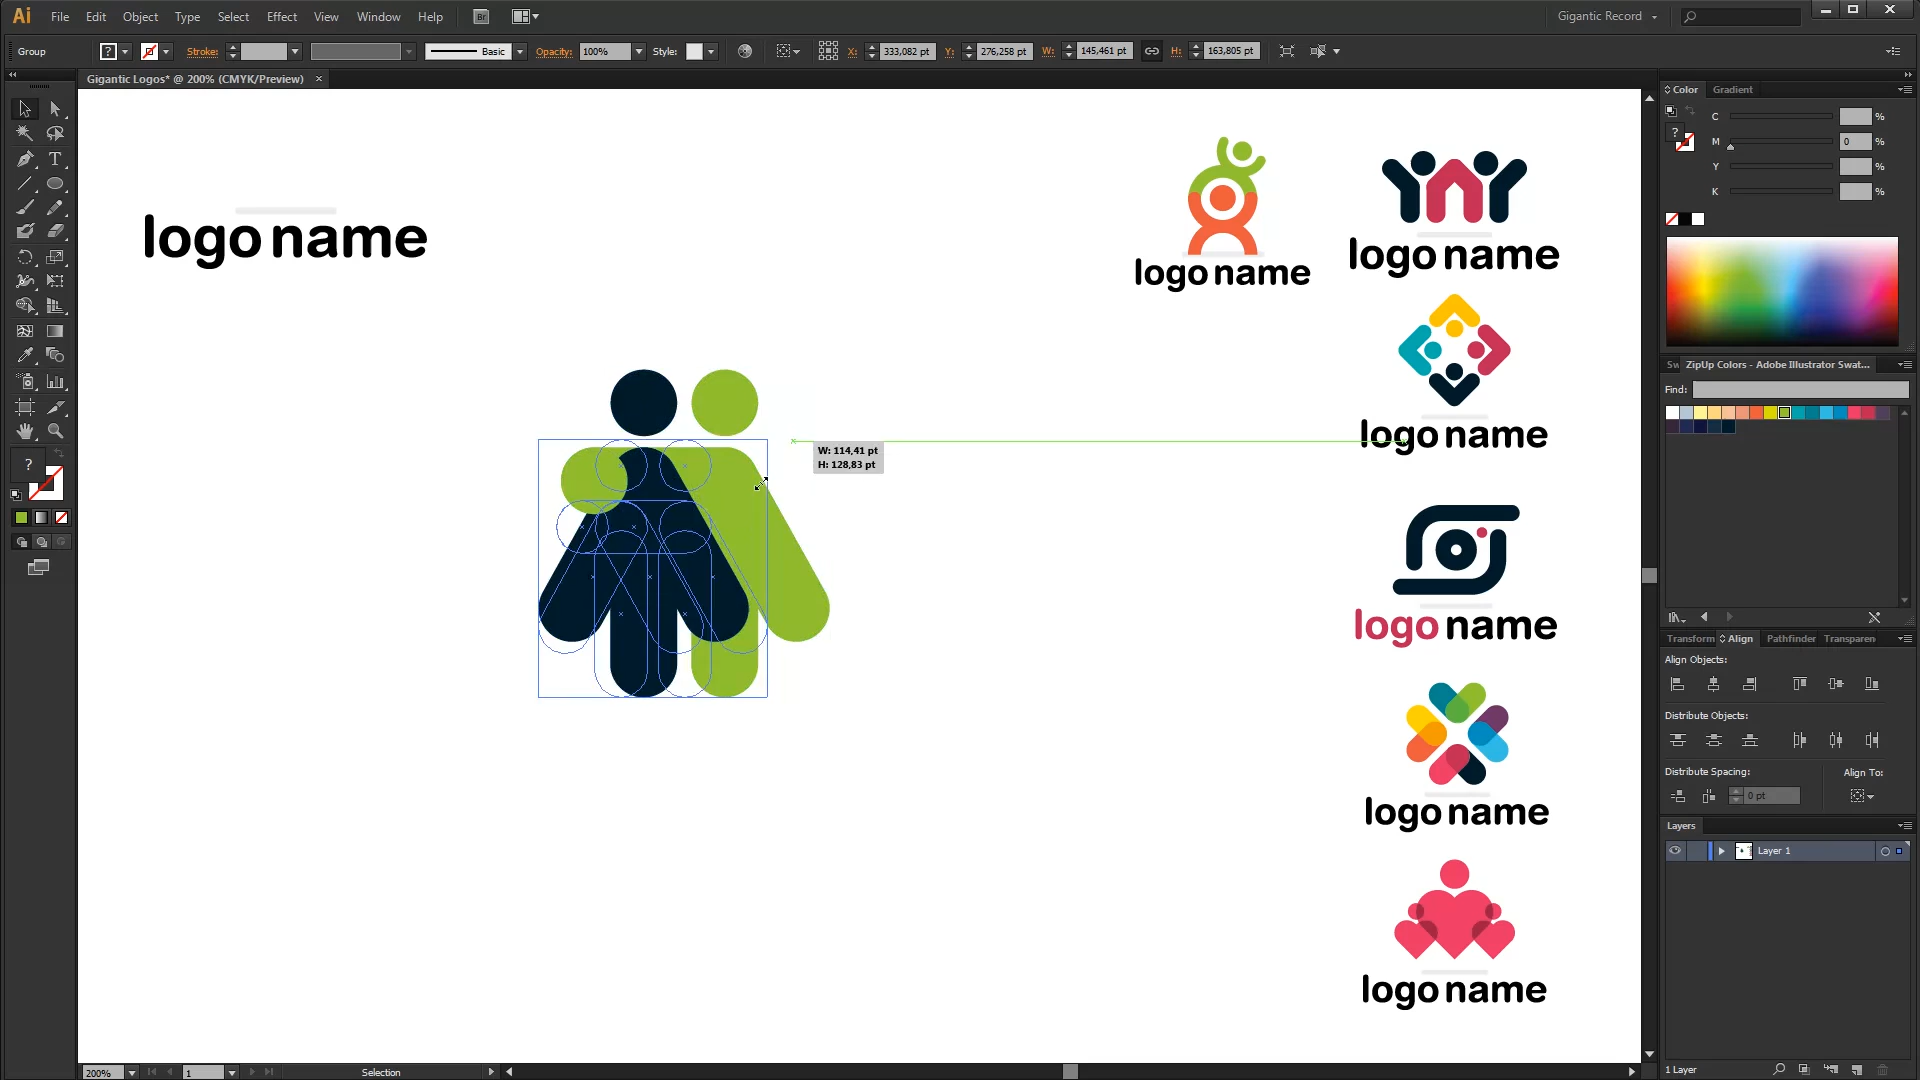 Ai File Edit Object Type Select Effect View Window Help Br Gigantic Record
Group ? Stroke: Basic Opacity: 100% Style: X: 333,082 pt Y: 276,258 pt W: 145,461 pt H: 163,805 pt
Gigantic Logos* @ 200% (CMYK/Preview) ×
Color Gradient
C %
? M 0 %
Y %
K %
logo name
logo name
logo name
Sw ZipUp Colors - Adobe Illustrator Swat...
Find:
logo name
W: 114,41 pt
H: 128,83 pt
T
?
logo name
Transform Align Pathfinder Transparen
Align Objects:
Distribute Objects:
Distribute Spacing: Align To:
0 pt
logo name
Layers
Layer 1
logo name
200% 1 Selection 1 Layer